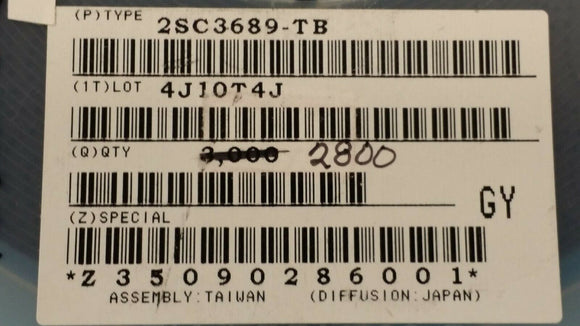 (P)TYPE 2SC3689-TB
(1T)LOT 4J10T4J
(Q)QTY 3,000 2800
GY
(Z)SPECIAL
*Z35090286001*
ASSEMBLY:TAIWAN (DIFFUSION:JAPAN)